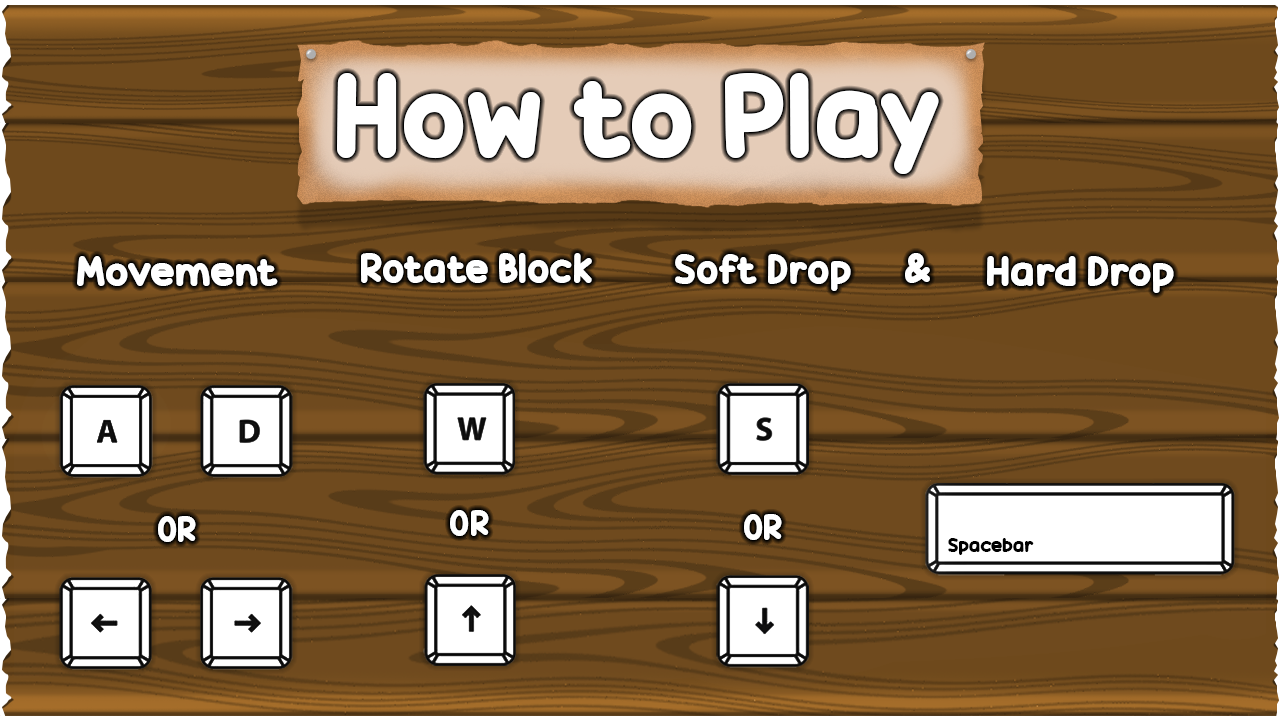 How to Play
Movement Rotate Block Soft Drop & Hard Drop
A D W S
OR OR OR
Spacebar
← → ↑ ↓